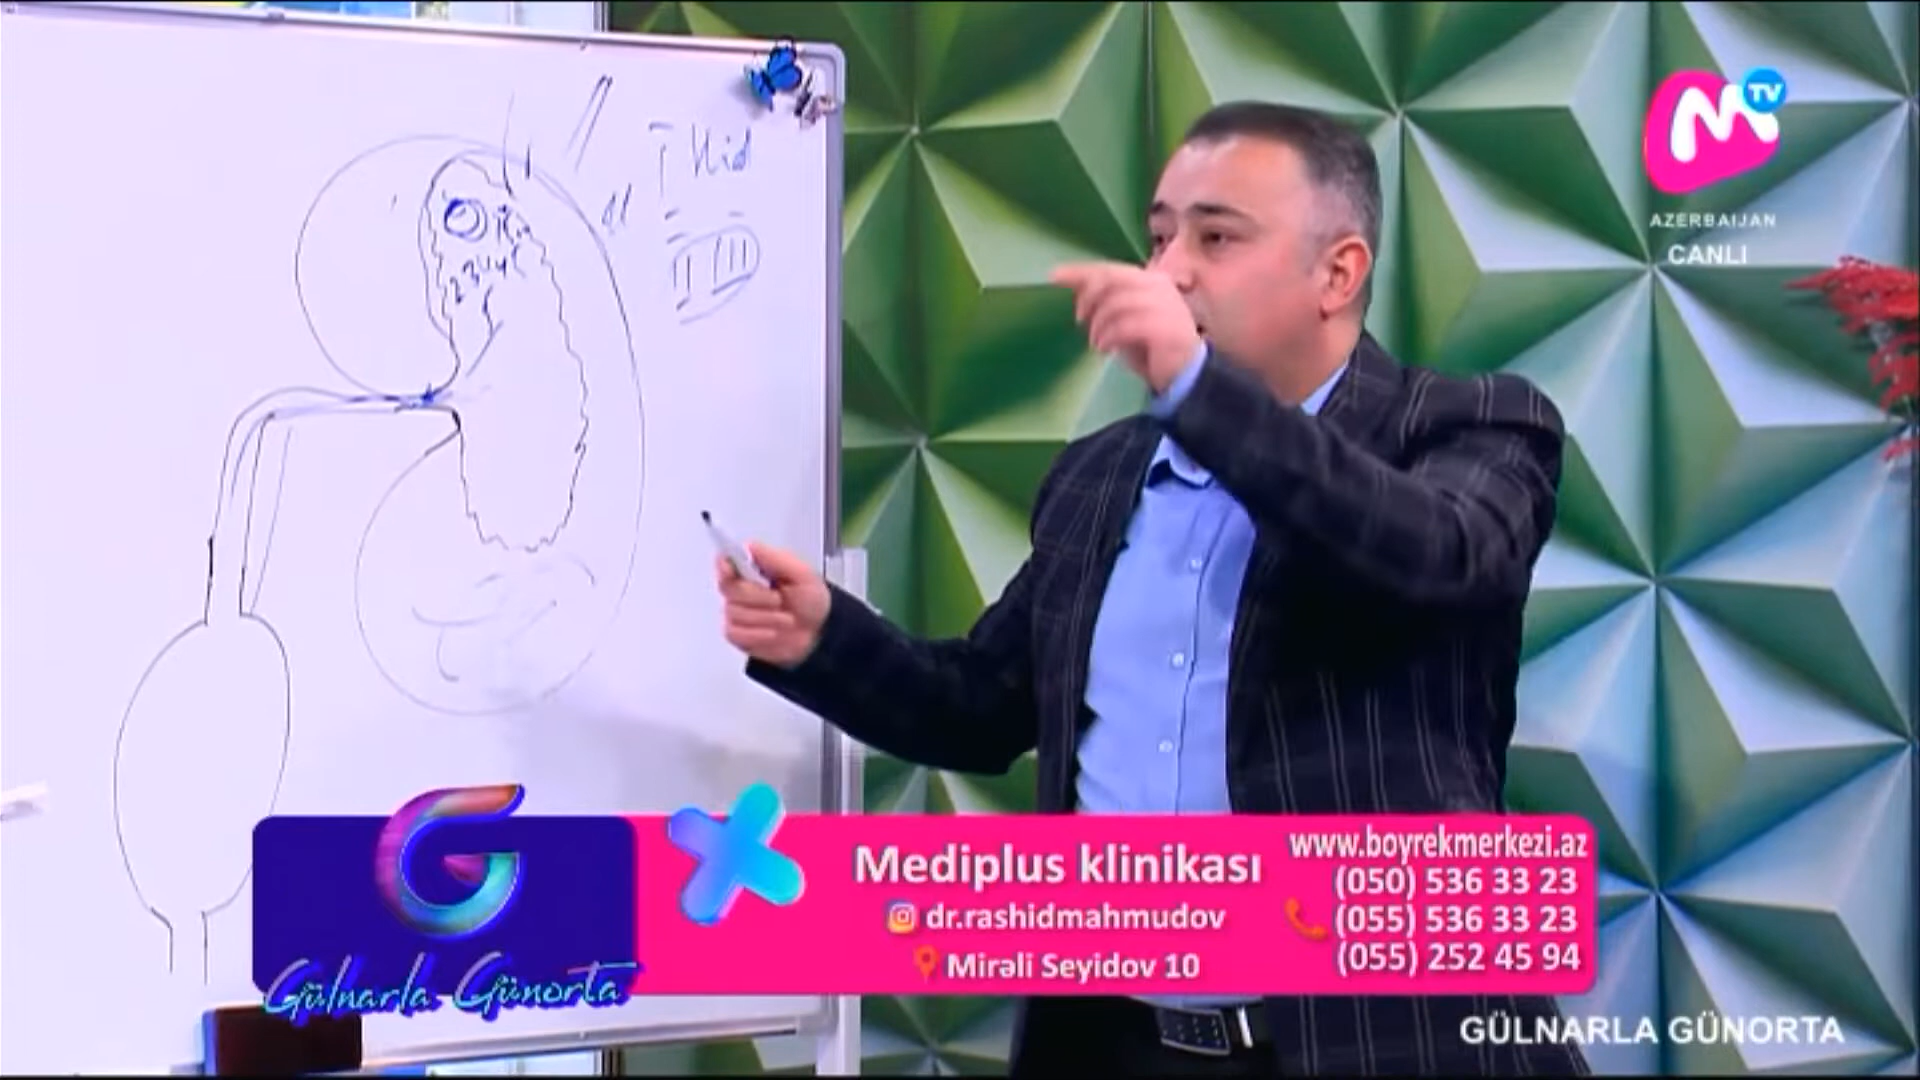 Hid
TV
AZERBAIJAN
CANLI
Mediplus klinikası
dr.rashidmahmudov
Mirəli Seyidov 10
www.boyrekmerkezi.az
(050) 536 33 23
(055) 536 33 23
(055) 252 45 94
Gülnarla Günorta
GÜLNARLA GÜNORTA